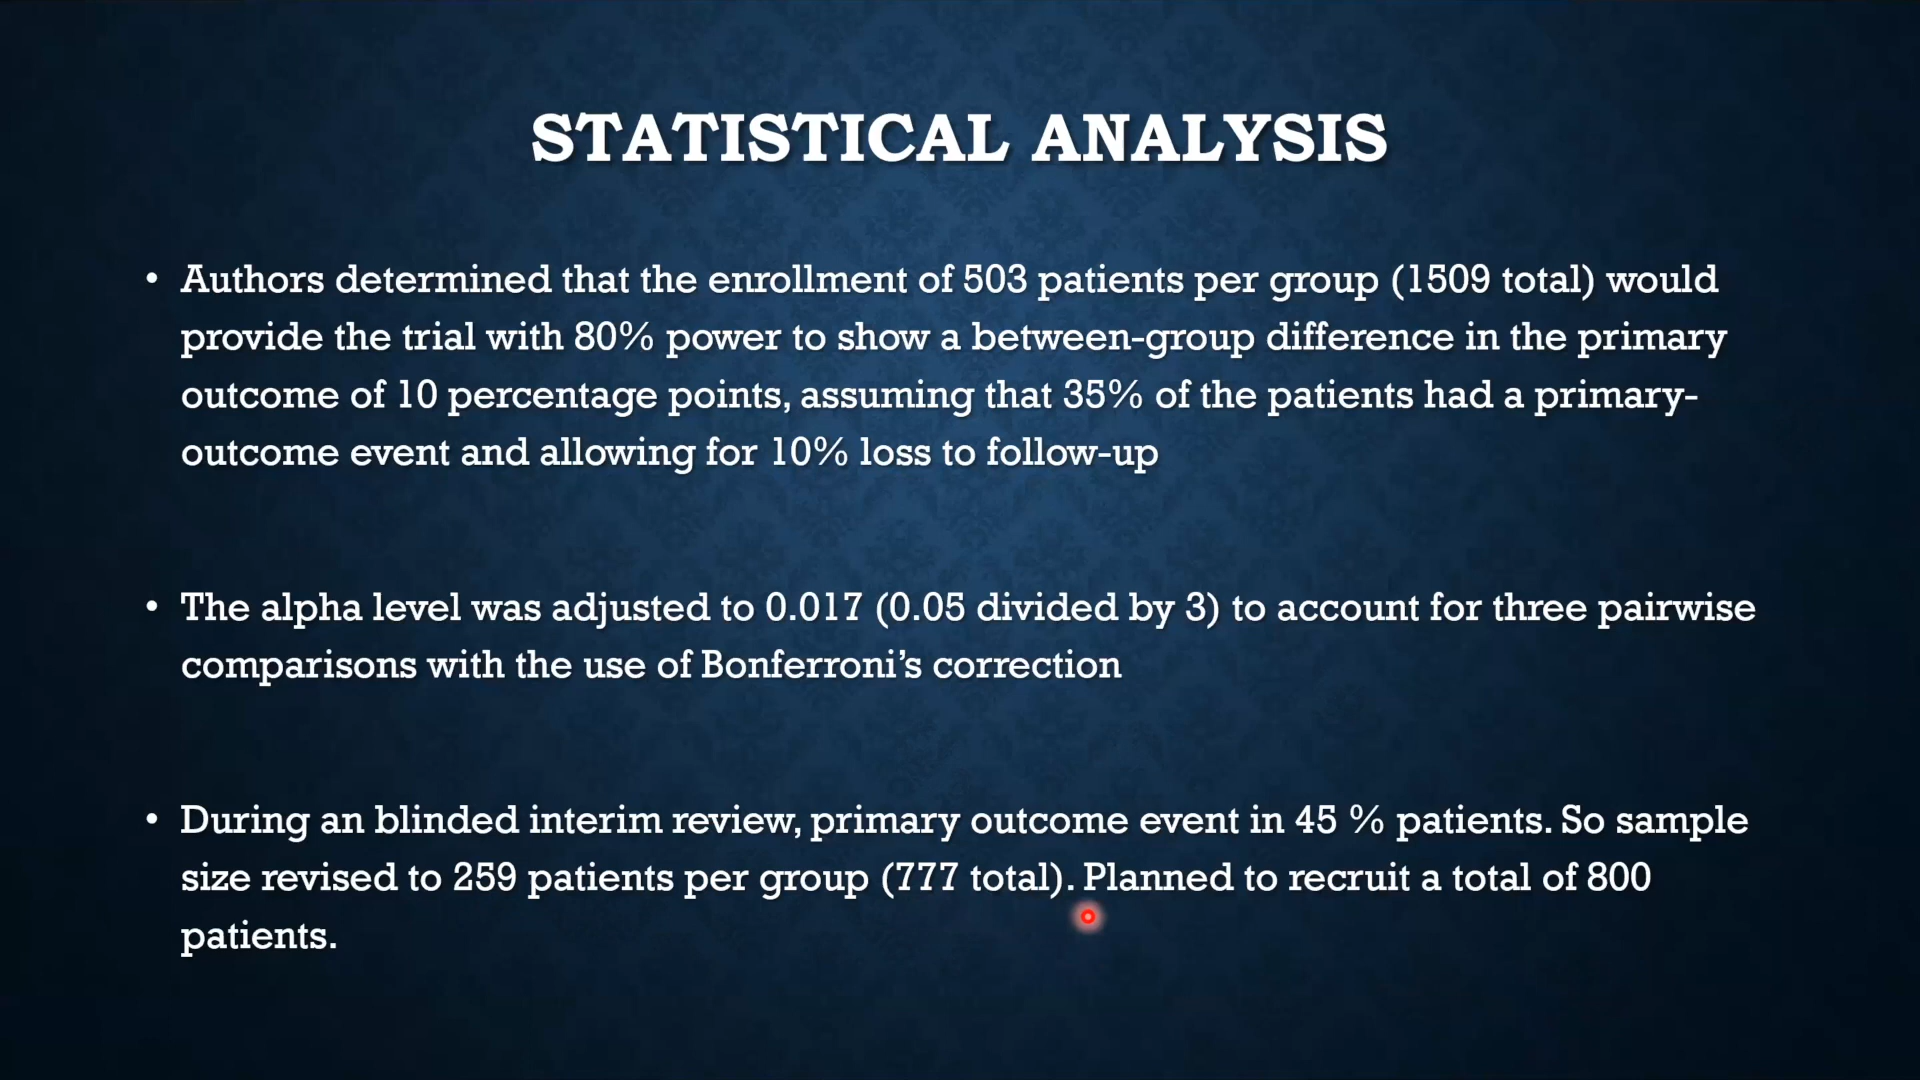 STATISTICAL ANALYSIS
• Authors determined that the enrollment of 503 patients per group (1509 total) would
provide the trial with 80% power to show a between-group difference in the primary
outcome of 10 percentage points, assuming that 35% of the patients had a primary-
outcome event and allowing for 10% loss to follow-up
• The alpha level was adjusted to 0.017 (0.05 divided by 3) to account for three pairwise
comparisons with the use of Bonferroni’s correction
• During an blinded interim review, primary outcome event in 45 % patients. So sample
size revised to 259 patients per group (777 total). Planned to recruit a total of 800
patients.